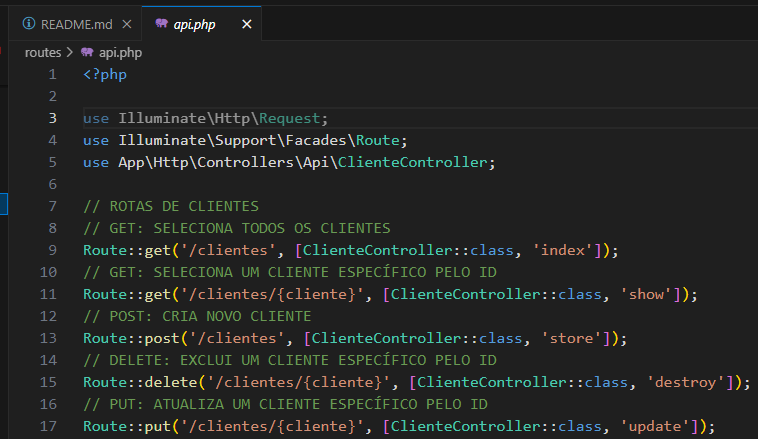 README.md api.php
routes > api.php
1 <?php
2
3 use Illuminate\Http\Request;
4 use Illuminate\Support\Facades\Route;
5 use App\Http\Controllers\Api\ClienteController;
6
7 // ROTAS DE CLIENTES
8 // GET: SELECIONA TODOS OS CLIENTES
9 Route::get('/clientes', [ClienteController::class, 'index']);
10 // GET: SELECIONA UM CLIENTE ESPECÍFICO PELO ID
11 Route::get('/clientes/{cliente}', [ClienteController::class, 'show']);
12 // POST: CRIA NOVO CLIENTE
13 Route::post('/clientes', [ClienteController::class, 'store']);
14 // DELETE: EXCLUI UM CLIENTE ESPECÍFICO PELO ID
15 Route::delete('/clientes/{cliente}', [ClienteController::class, 'destroy']);
16 // PUT: ATUALIZA UM CLIENTE ESPECÍFICO PELO ID
17 Route::put('/clientes/{cliente}', [ClienteController::class, 'update']);